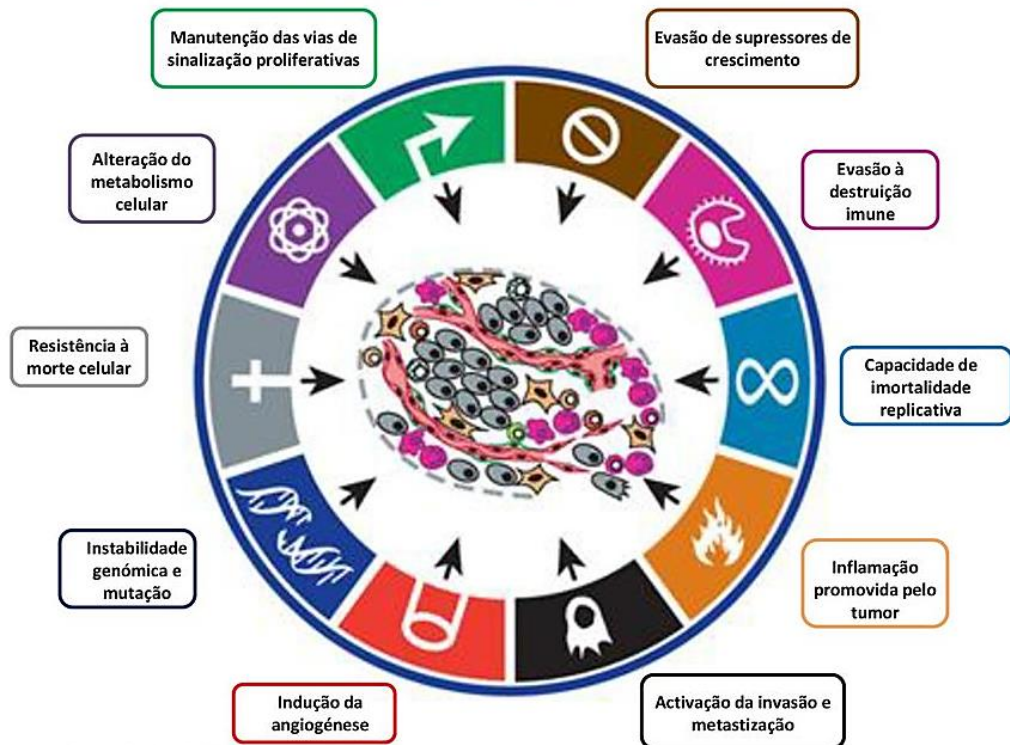 Manutenção das vias de
sinalização proliferativas
Evasão de supressores de
crescimento
Alteração do
metabolismo
celular
Evasão à
destruição
imune
Resistência à
morte celular
Capacidade de
imortalidade
replicativa
Instabilidade
genómica e
mutação
Inflamação
promovida pelo
tumor
Indução da
angiogénese
Activação da invasão e
metastização